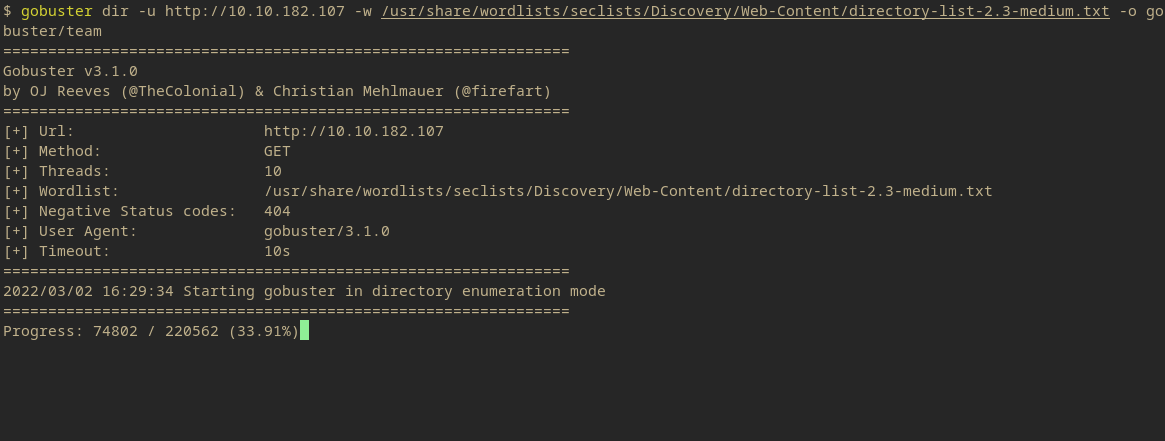 $ gobuster dir -u http://10.10.182.107 -w /usr/share/wordlists/seclists/Discovery/Web-Content/directory-list-2.3-medium.txt -o go
buster/team
===============================================================
Gobuster v3.1.0
by OJ Reeves (@TheColonial) & Christian Mehlmauer (@firefart)
===============================================================
[+] Url:                     http://10.10.182.107
[+] Method:                  GET
[+] Threads:                 10
[+] Wordlist:                /usr/share/wordlists/seclists/Discovery/Web-Content/directory-list-2.3-medium.txt
[+] Negative Status codes:   404
[+] User Agent:              gobuster/3.1.0
[+] Timeout:                 10s
===============================================================
2022/03/02 16:29:34 Starting gobuster in directory enumeration mode
===============================================================
Progress: 74802 / 220562 (33.91%)